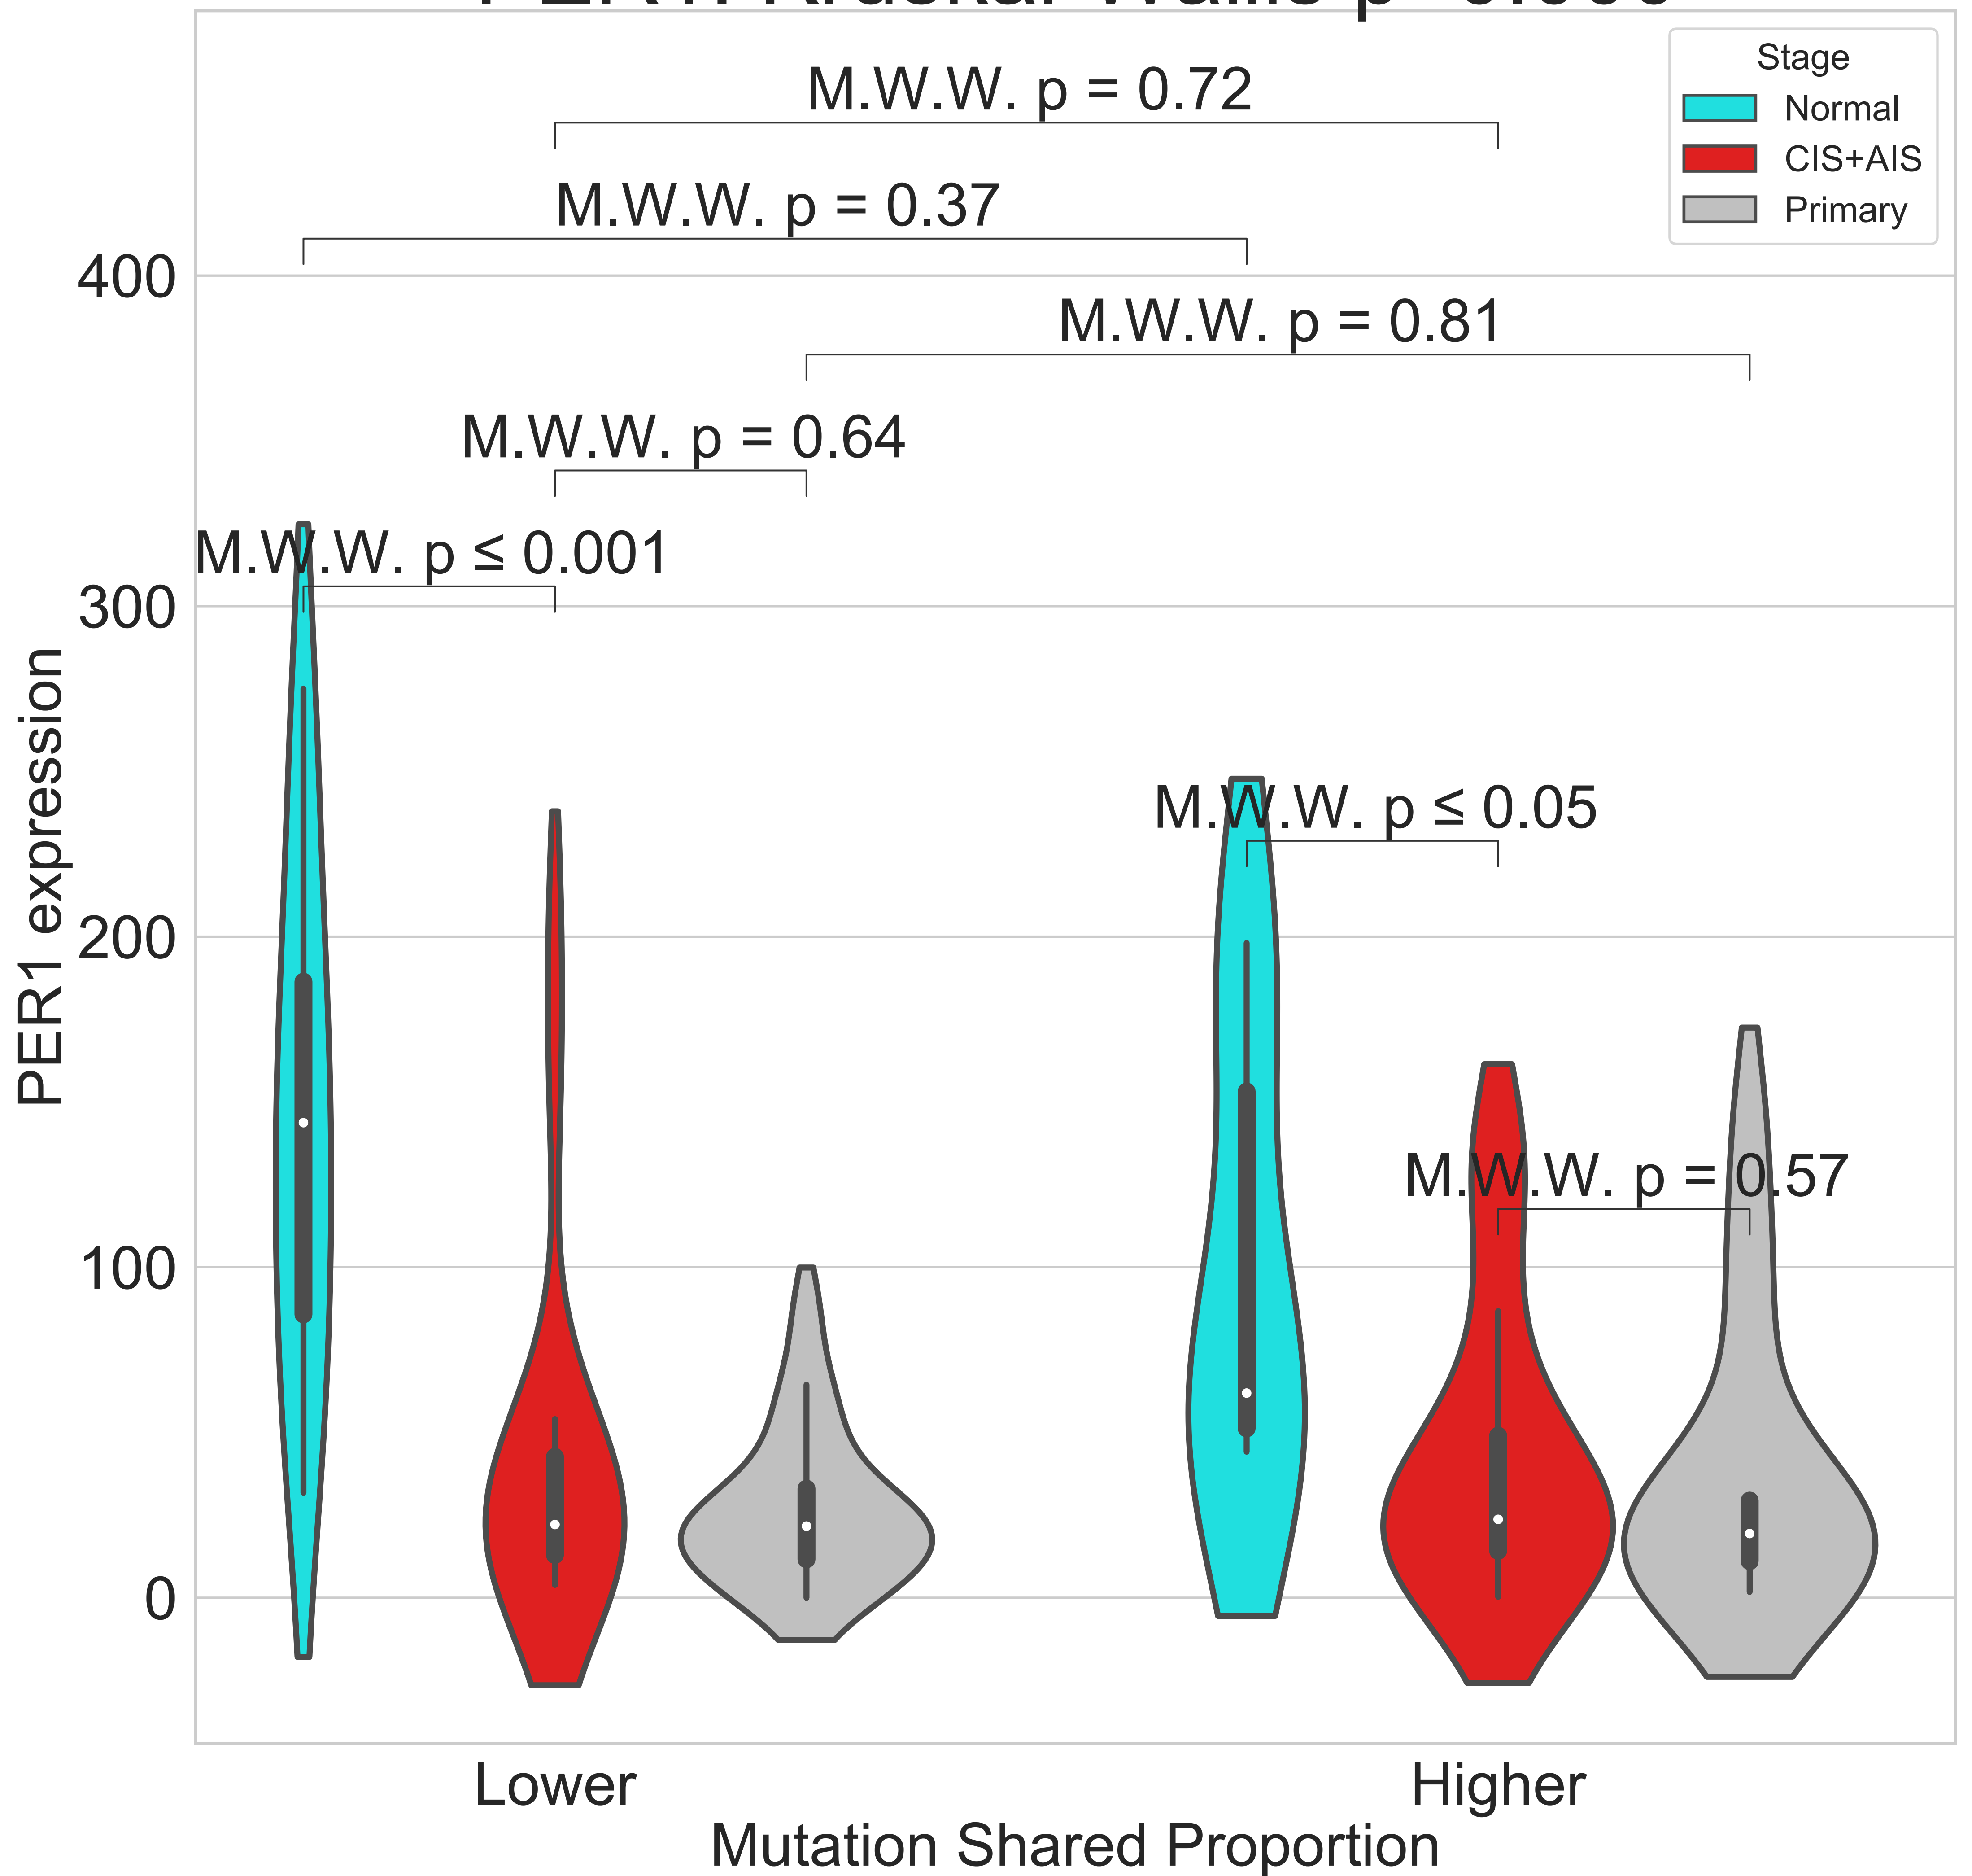 Stage
Normal
CIS+AIS
Primary
M.W.W. p = 0.72
M.W.W. p = 0.37
M.W.W. p = 0.81
M.W.W. p = 0.64
M.W.W. p ≤ 0.001
M.W.W. p ≤ 0.05
M.W.W. p = 0.57
PER1 expression
400
300
200
100
0
Lower
Higher
Mutation Shared Proportion